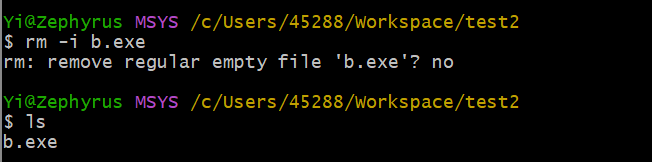 Yi@Zephyrus MSYS /c/Users/45288/Workspace/test2
$ rm -i b.exe
rm: remove regular empty file 'b.exe'? no
Yi@Zephyrus MSYS /c/Users/45288/Workspace/test2
$ ls
b.exe